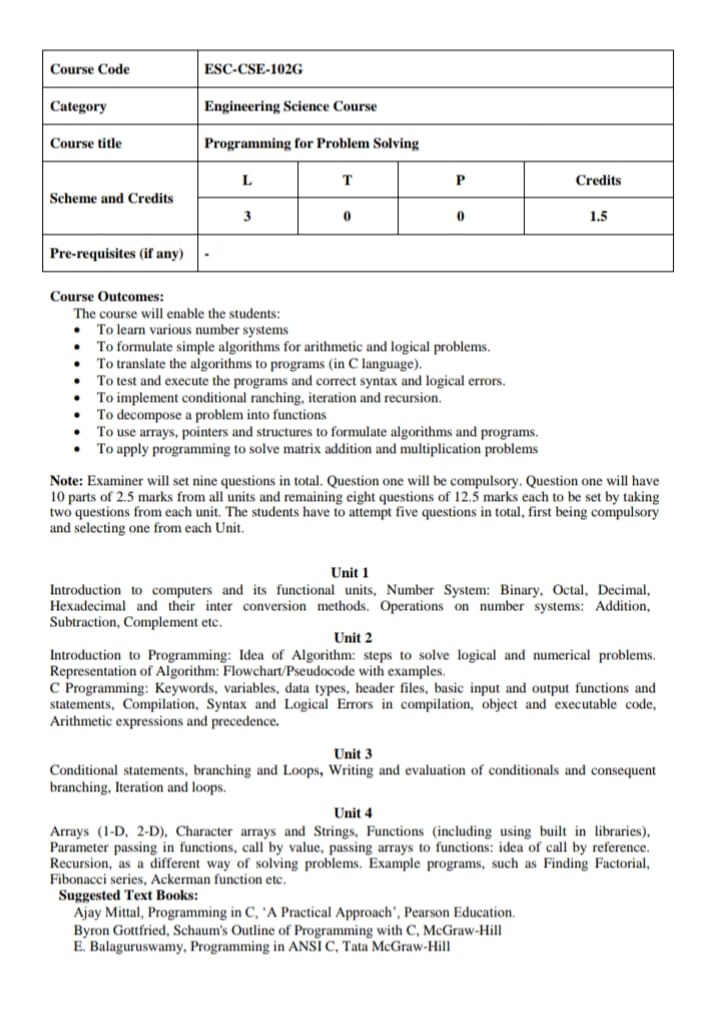 Course Code ESC-CSE-102G
Category Engineering Science Course
Course title Programming for Problem Solving
Scheme and Credits L T P Credits
3 0 0 1.5
Pre-requisites (if any) -
Course Outcomes:
The course will enable the students:
• To learn various number systems
• To formulate simple algorithms for arithmetic and logical problems.
• To translate the algorithms to programs (in C language).
• To test and execute the programs and correct syntax and logical errors.
• To implement conditional ranching, iteration and recursion.
• To decompose a problem into functions
• To use arrays, pointers and structures to formulate algorithms and programs.
• To apply programming to solve matrix addition and multiplication problems
Note: Examiner will set nine questions in total. Question one will be compulsory. Question one will have
10 parts of 2.5 marks from all units and remaining eight questions of 12.5 marks each to be set by taking
two questions from each unit. The students have to attempt five questions in total, first being compulsory
and selecting one from each Unit.
Unit 1
Introduction to computers and its functional units, Number System: Binary, Octal, Decimal,
Hexadecimal and their inter conversion methods. Operations on number systems: Addition,
Subtraction, Complement etc.
Unit 2
Introduction to Programming: Idea of Algorithm: steps to solve logical and numerical problems.
Representation of Algorithm: Flowchart/Pseudocode with examples.
C Programming: Keywords, variables, data types, header files, basic input and output functions and
statements, Compilation, Syntax and Logical Errors in compilation, object and executable code,
Arithmetic expressions and precedence.
Unit 3
Conditional statements, branching and Loops, Writing and evaluation of conditionals and consequent
branching, Iteration and loops.
Unit 4
Arrays (1-D, 2-D), Character arrays and Strings, Functions (including using built in libraries),
Parameter passing in functions, call by value, passing arrays to functions: idea of call by reference.
Recursion, as a different way of solving problems. Example programs, such as Finding Factorial,
Fibonacci series, Ackerman function etc.
Suggested Text Books:
Ajay Mittal, Programming in C, ‘A Practical Approach’, Pearson Education.
Byron Gottfried, Schaum's Outline of Programming with C, McGraw-Hill
E. Balaguruswamy, Programming in ANSI C, Tata McGraw-Hill